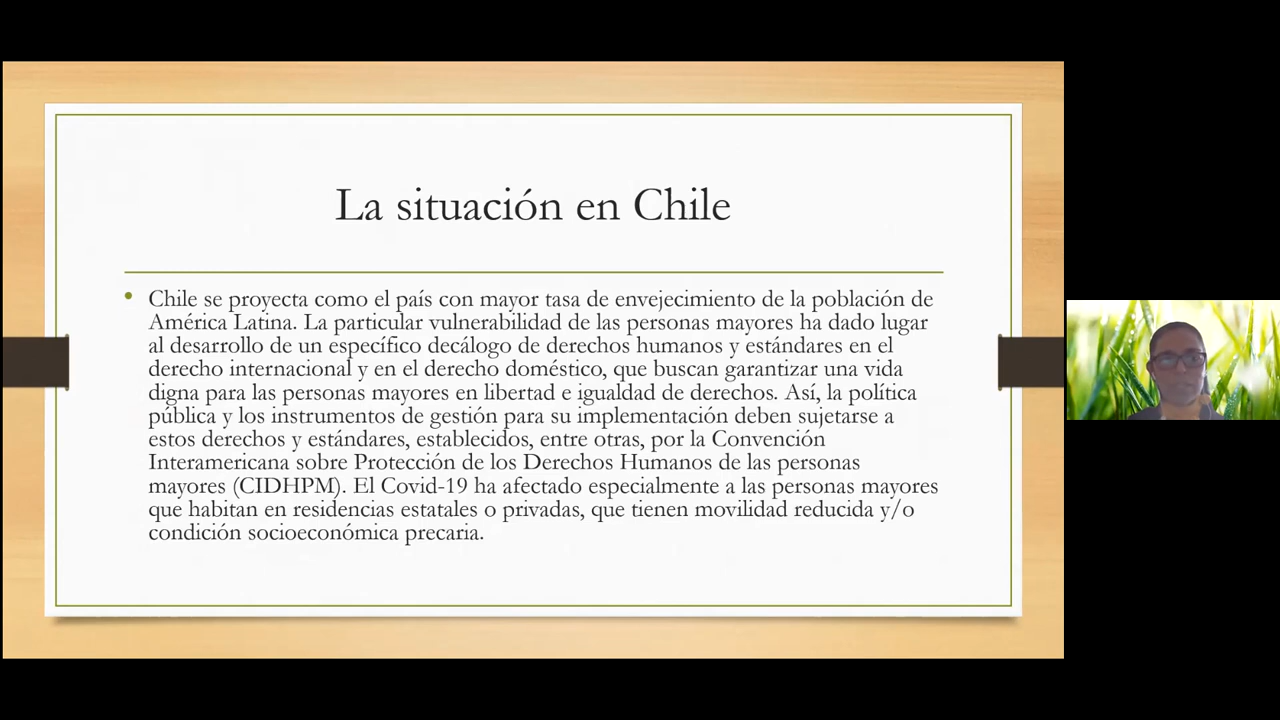 La situación en Chile
• Chile se proyecta como el país con mayor tasa de envejecimiento de la población de
América Latina. La particular vulnerabilidad de las personas mayores ha dado lugar
al desarrollo de un específico decálogo de derechos humanos y estándares en el
derecho internacional y en el derecho doméstico, que buscan garantizar una vida
digna para las personas mayores en libertad e igualdad de derechos. Así, la política
pública y los instrumentos de gestión para su implementación deben sujetarse a
estos derechos y estándares, establecidos, entre otras, por la Convención
Interamericana sobre Protección de los Derechos Humanos de las personas
mayores (CIDHPM). El Covid-19 ha afectado especialmente a las personas mayores
que habitan en residencias estatales o privadas, que tienen movilidad reducida y/o
condición socioeconómica precaria.